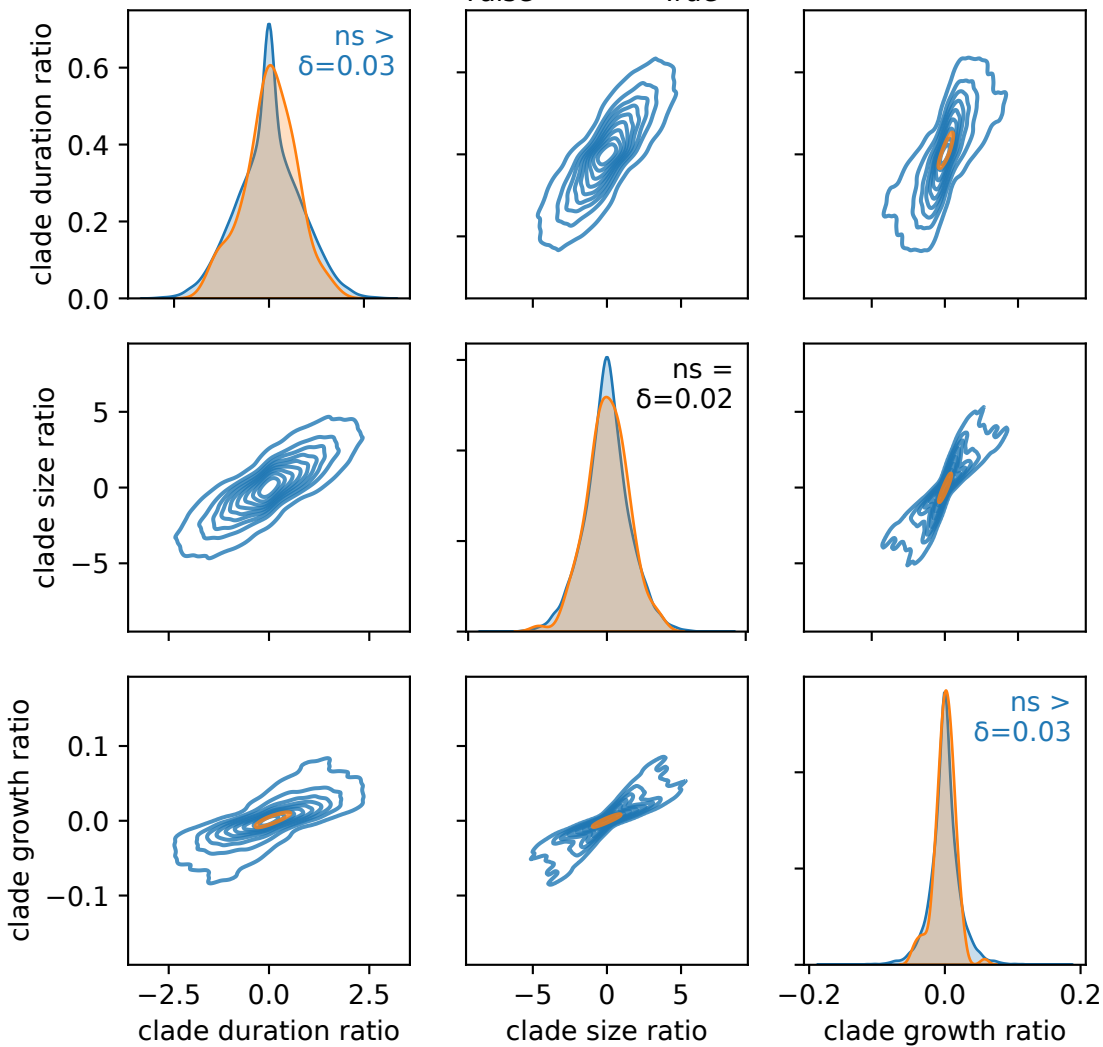 clade duration ratio
0.6
0.4
0.2
0.0
ns >
δ=0.03
clade size ratio
5
0
−5
−5
0
5
ns =
δ=0.02
clade growth ratio
0.1
0.0
−0.1
ns >
δ=0.03
−2.5
0.0
2.5
−5
0
5
−0.2
0.0
0.2
clade duration ratio
clade size ratio
clade growth ratio